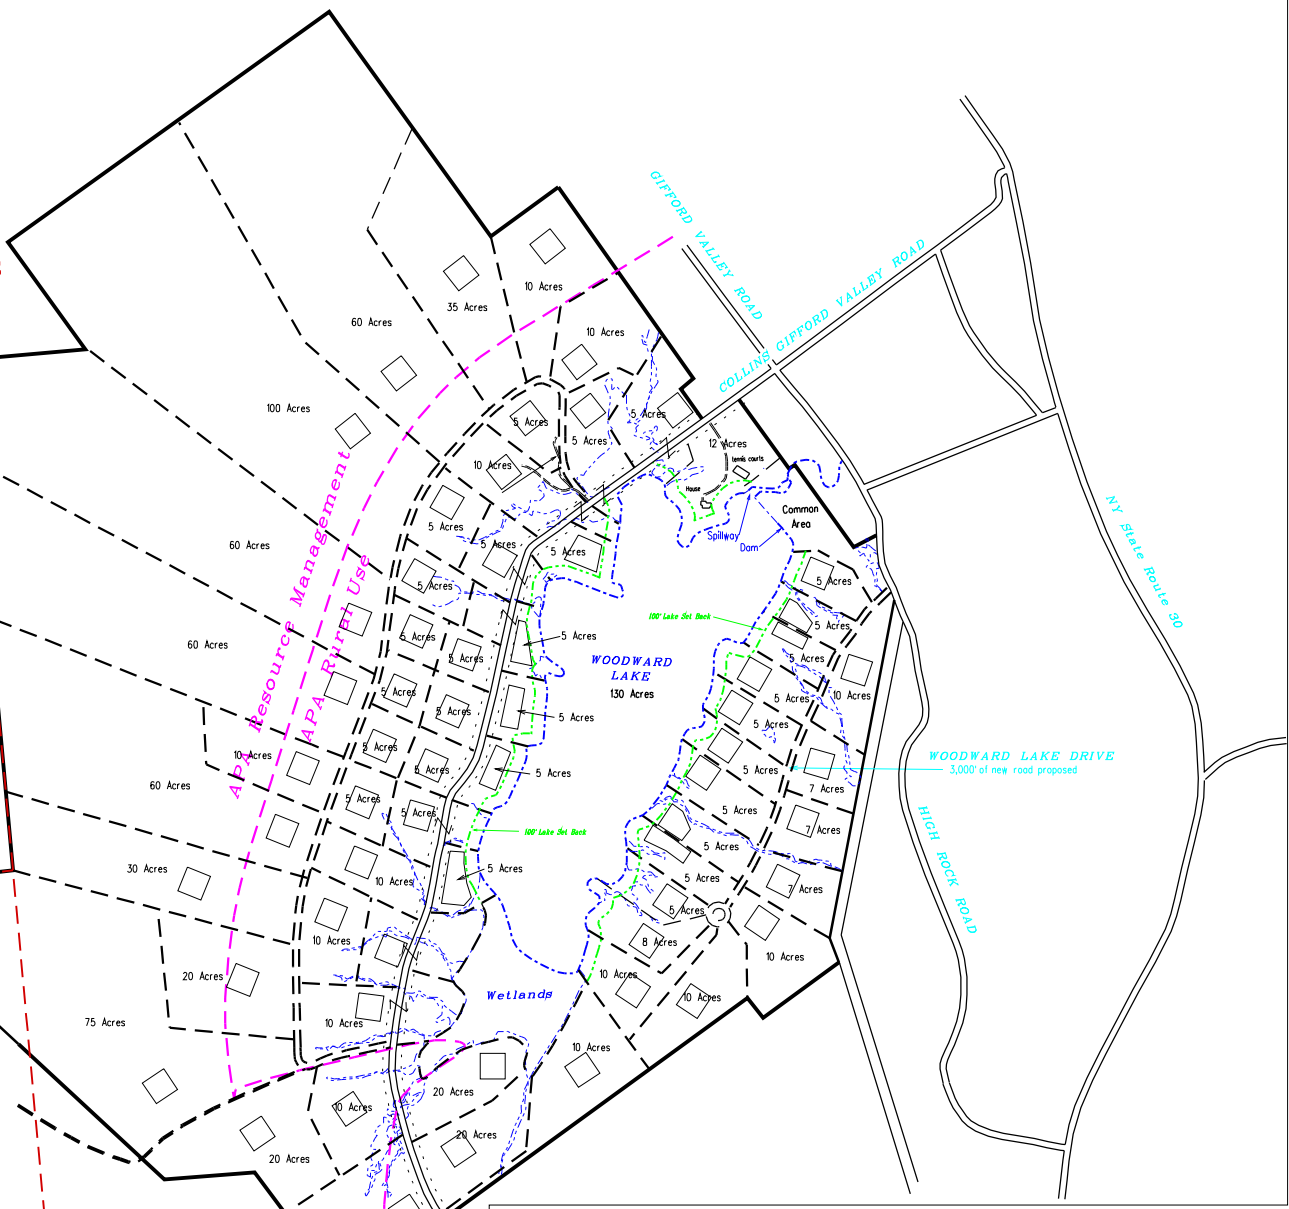 GIFFORD VALLEY ROAD
COLLINS GIFFORD VALLEY ROAD
10 Acres
35 Acres
60 Acres
10 Acres
100 Acres
5 Acres
5 Acres
5 Acres
12 Acres
tennis courts
House
10 Acres
Common
Area
Spillway
Dam
NY State Route 30
5 Acres
5 Acres
5 Acres
60 Acres
APA Resource Management
APA Rural Use
5 Acres
5 Acres
100' Lake Set Back
5 Acres
5 Acres
5 Acres
5 Acres
60 Acres
5 Acres
5 Acres
WOODWARD
LAKE
130 Acres
10 Acres
5 Acres
5 Acres
5 Acres
5 Acres
5 Acres
10 Acres
5 Acres
5 Acres
5 Acres
5 Acres
WOODWARD LAKE DRIVE
3,000' of new road proposed
60 Acres
7 Acres
5 Acres
5 Acres
5 Acres
7 Acres
100' Lake Set Back
HIGH ROCK ROAD
5 Acres
30 Acres
5 Acres
10 Acres
5 Acres
7 Acres
5 Acres
10 Acres
8 Acres
10 Acres
20 Acres
10 Acres
Wetlands
10 Acres
75 Acres
10 Acres
10 Acres
20 Acres
10 Acres
20 Acres
20 Acres